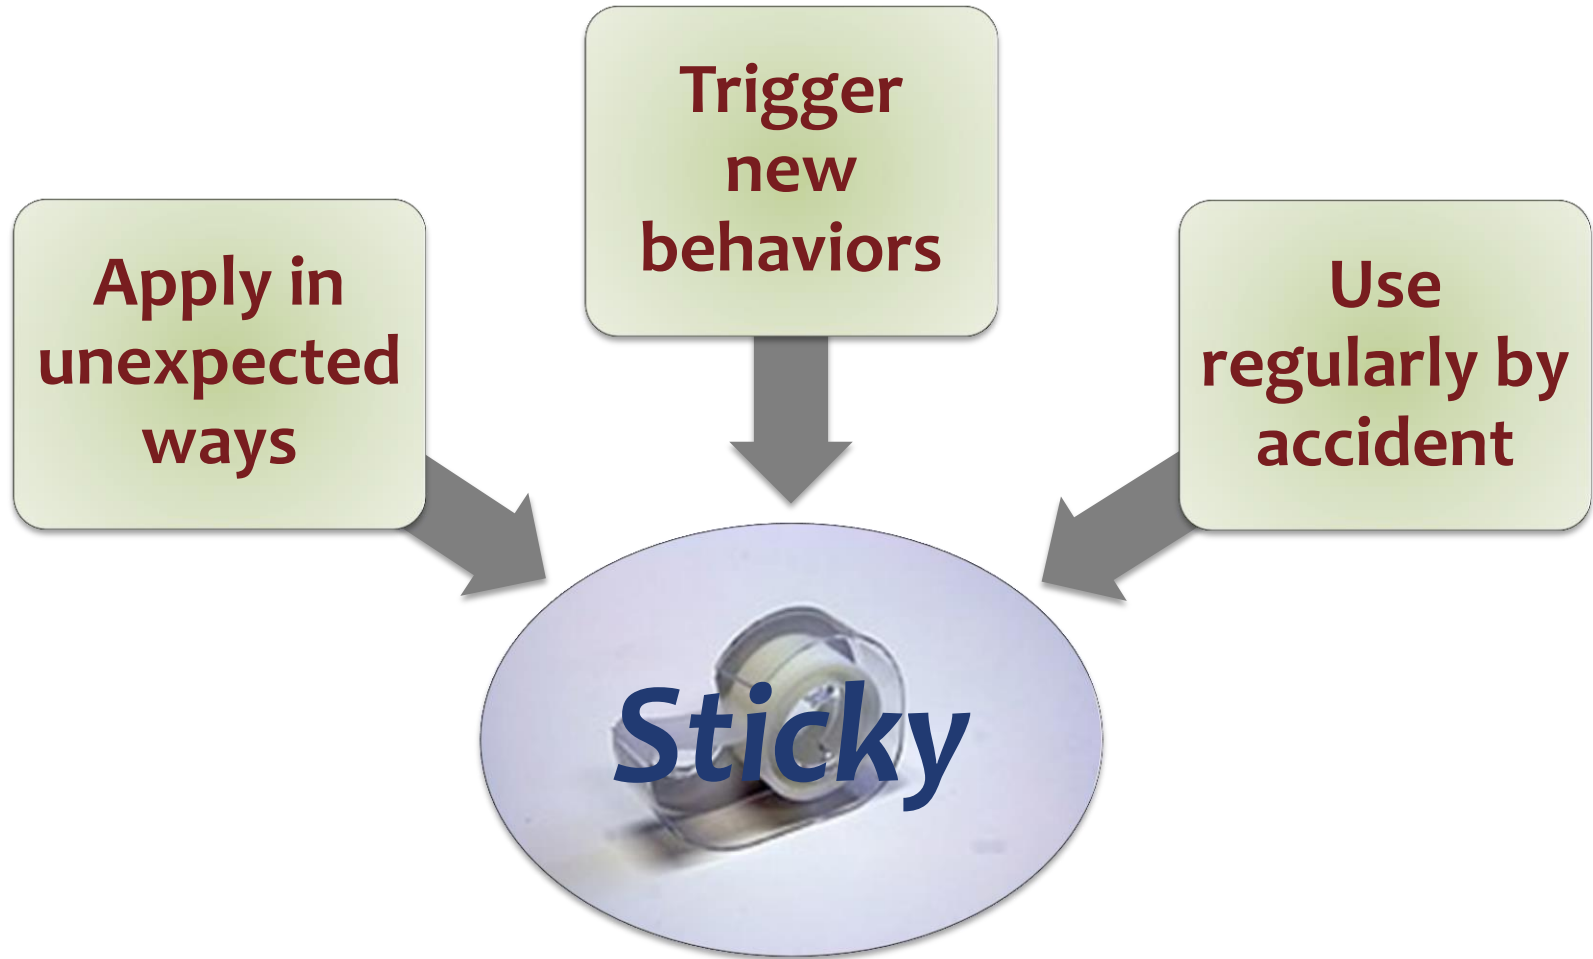 Apply in
unexpected
ways
Trigger
new
behaviors
Use
regularly by
accident
Sticky